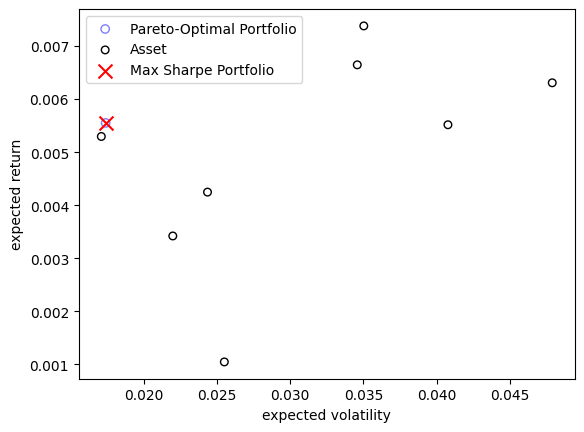 Pareto-Optimal Portfolio
Asset
Max Sharpe Portfolio
0.007
0.006
0.005
0.004
0.003
0.002
0.001
expected return
0.020
0.025
0.030
0.035
0.040
0.045
expected volatility